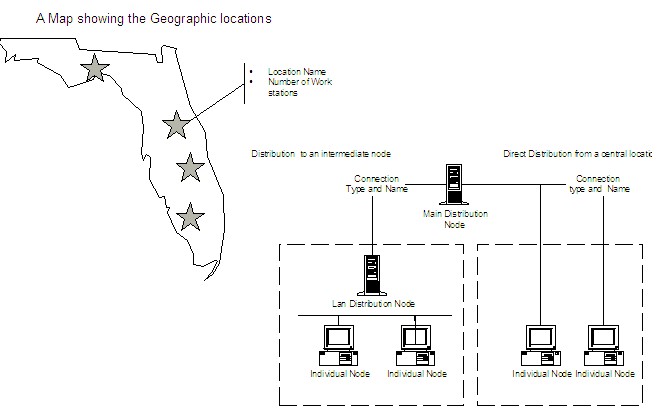 A Map showing the Geographic locations
• Location Name
• Number of Work
stations
Distribution to an intermediate node
Direct Distribution from a central locatio
Connection
Type and Name
Connection
type and Name
Main Distribution
Node
Lan Distribution Node
Individual Node
Individual Node
Individual Node
Individual Node